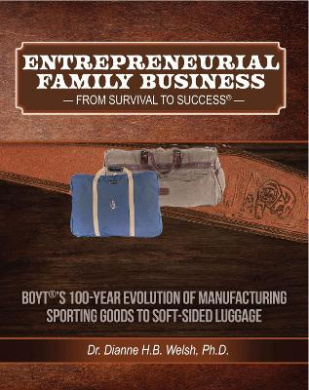 ENTREPRENEURIAL
FAMILY BUSINESS
— FROM SURVIVAL TO SUCCESS® —
BOYT®'S 100-YEAR EVOLUTION OF MANUFACTURING
SPORTING GOODS TO SOFT-SIDED LUGGAGE
Dr. Dianne H.B. Welsh, Ph.D.